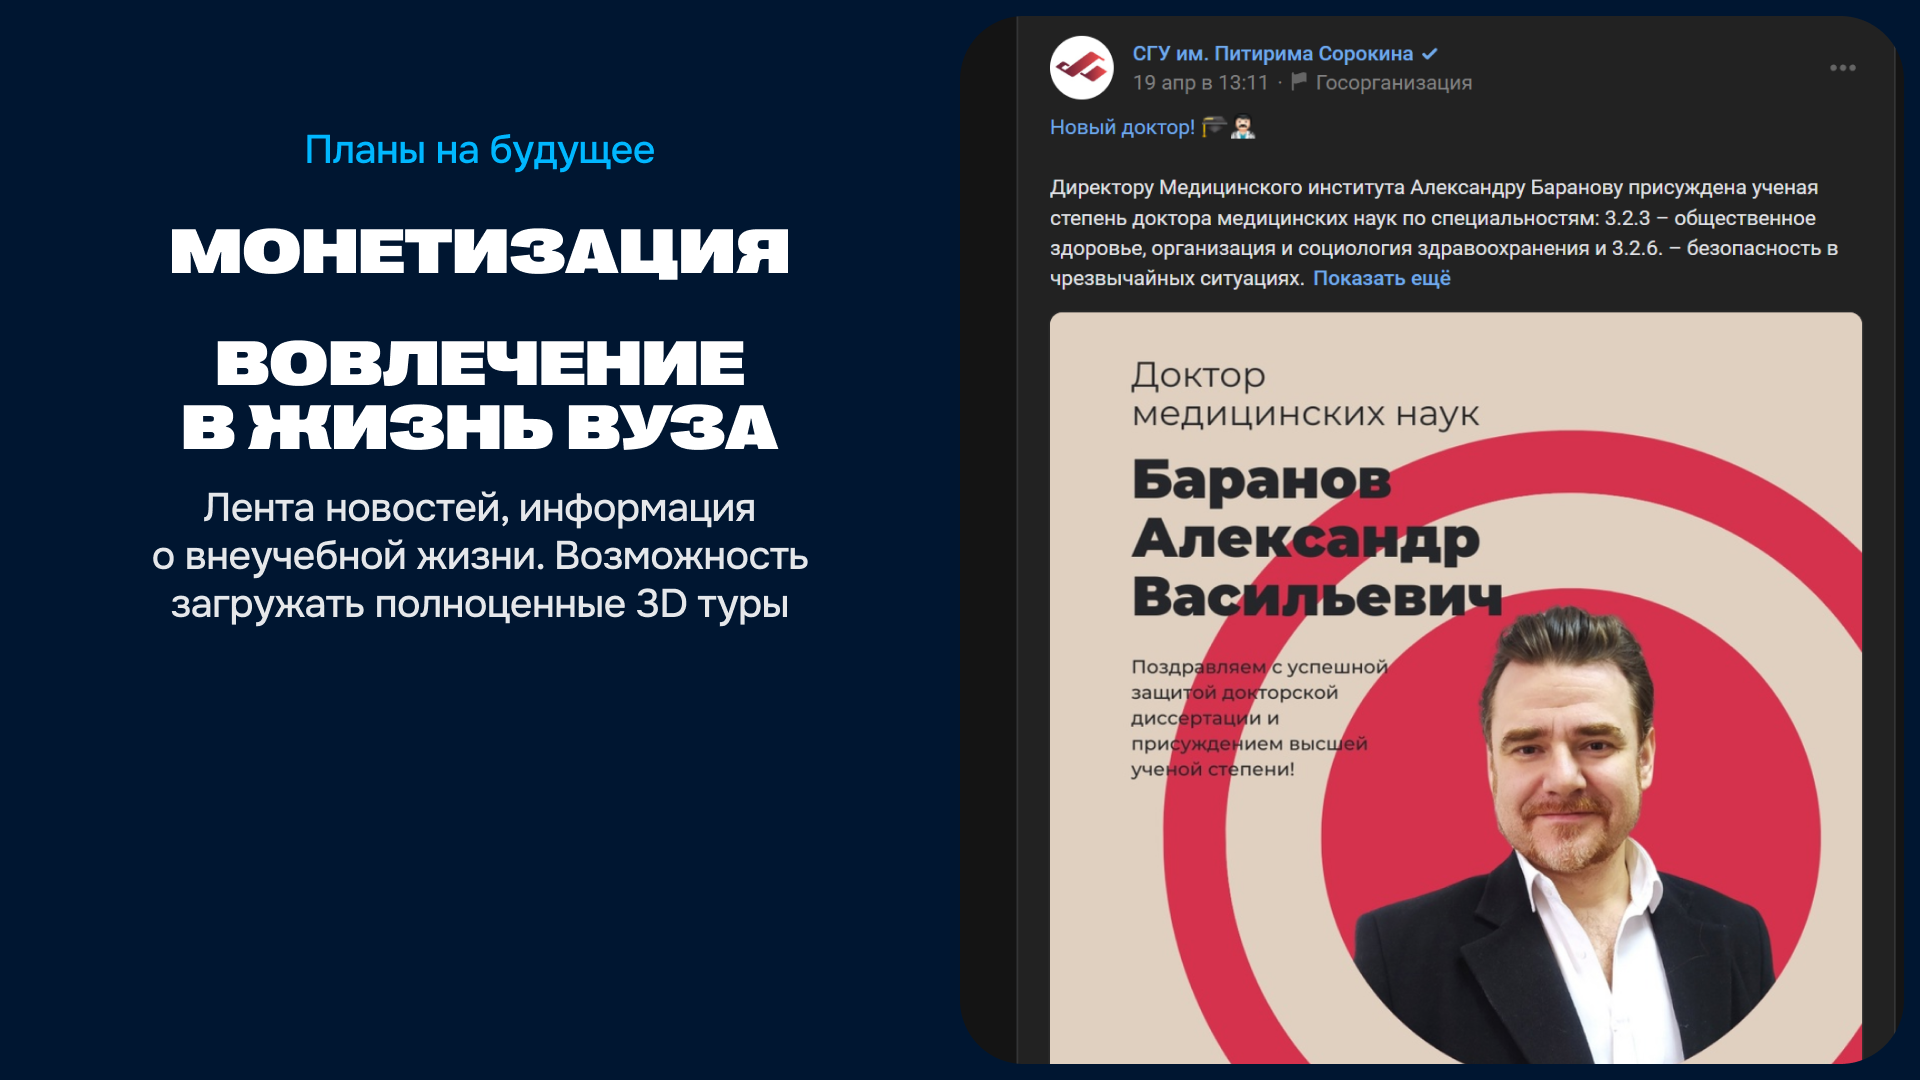 Планы на будущее
МОНЕТИЗАЦИЯ
ВОВЛЕЧЕНИЕ
В ЖИЗНЬ ВУЗА
Лента новостей, информация
о внеучебной жизни. Возможность
загружать полноценные 3D туры
СГУ им. Питирима Сорокина
19 апр в 13:11 · Госорганизация
Новый доктор!
Директору Медицинского института Александру Баранову присуждена ученая
степень доктора медицинских наук по специальностям: 3.2.3 – общественное
здоровье, организация и социология здравоохранения и 3.2.6. – безопасность в
чрезвычайных ситуациях. Показать ещё
Доктор
медицинских наук
Баранов
Александр
Васильевич
Поздравляем с успешной
защитой докторской
диссертации и
присуждением высшей
ученой степени!